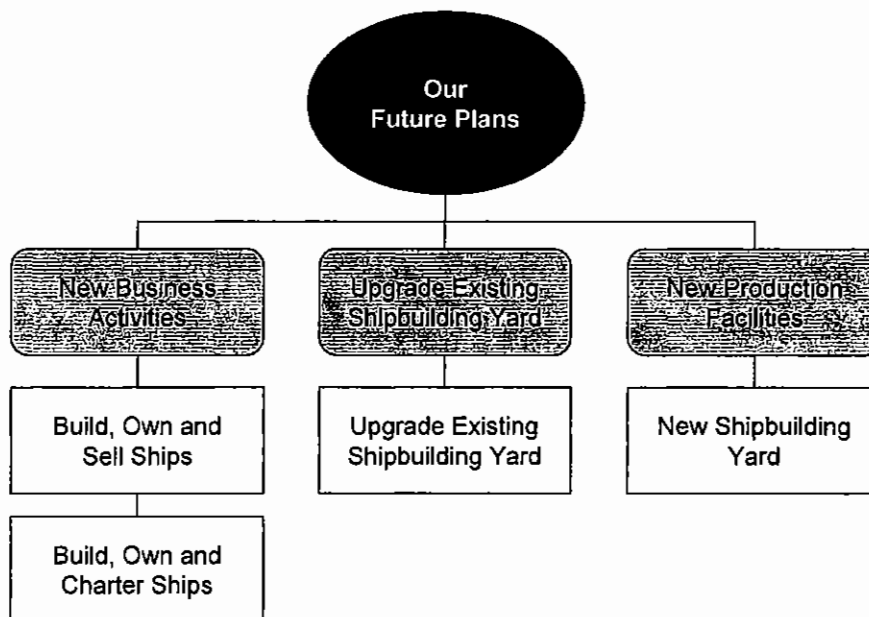 Our
Future Plans
New Business
Activities
Upgrade Existing
Shipbuilding Yard
New Production
Facilities
Build, Own and
Sell Ships
Upgrade Existing
Shipbuilding Yard
New Shipbuilding
Yard
Build, Own and
Charter Ships